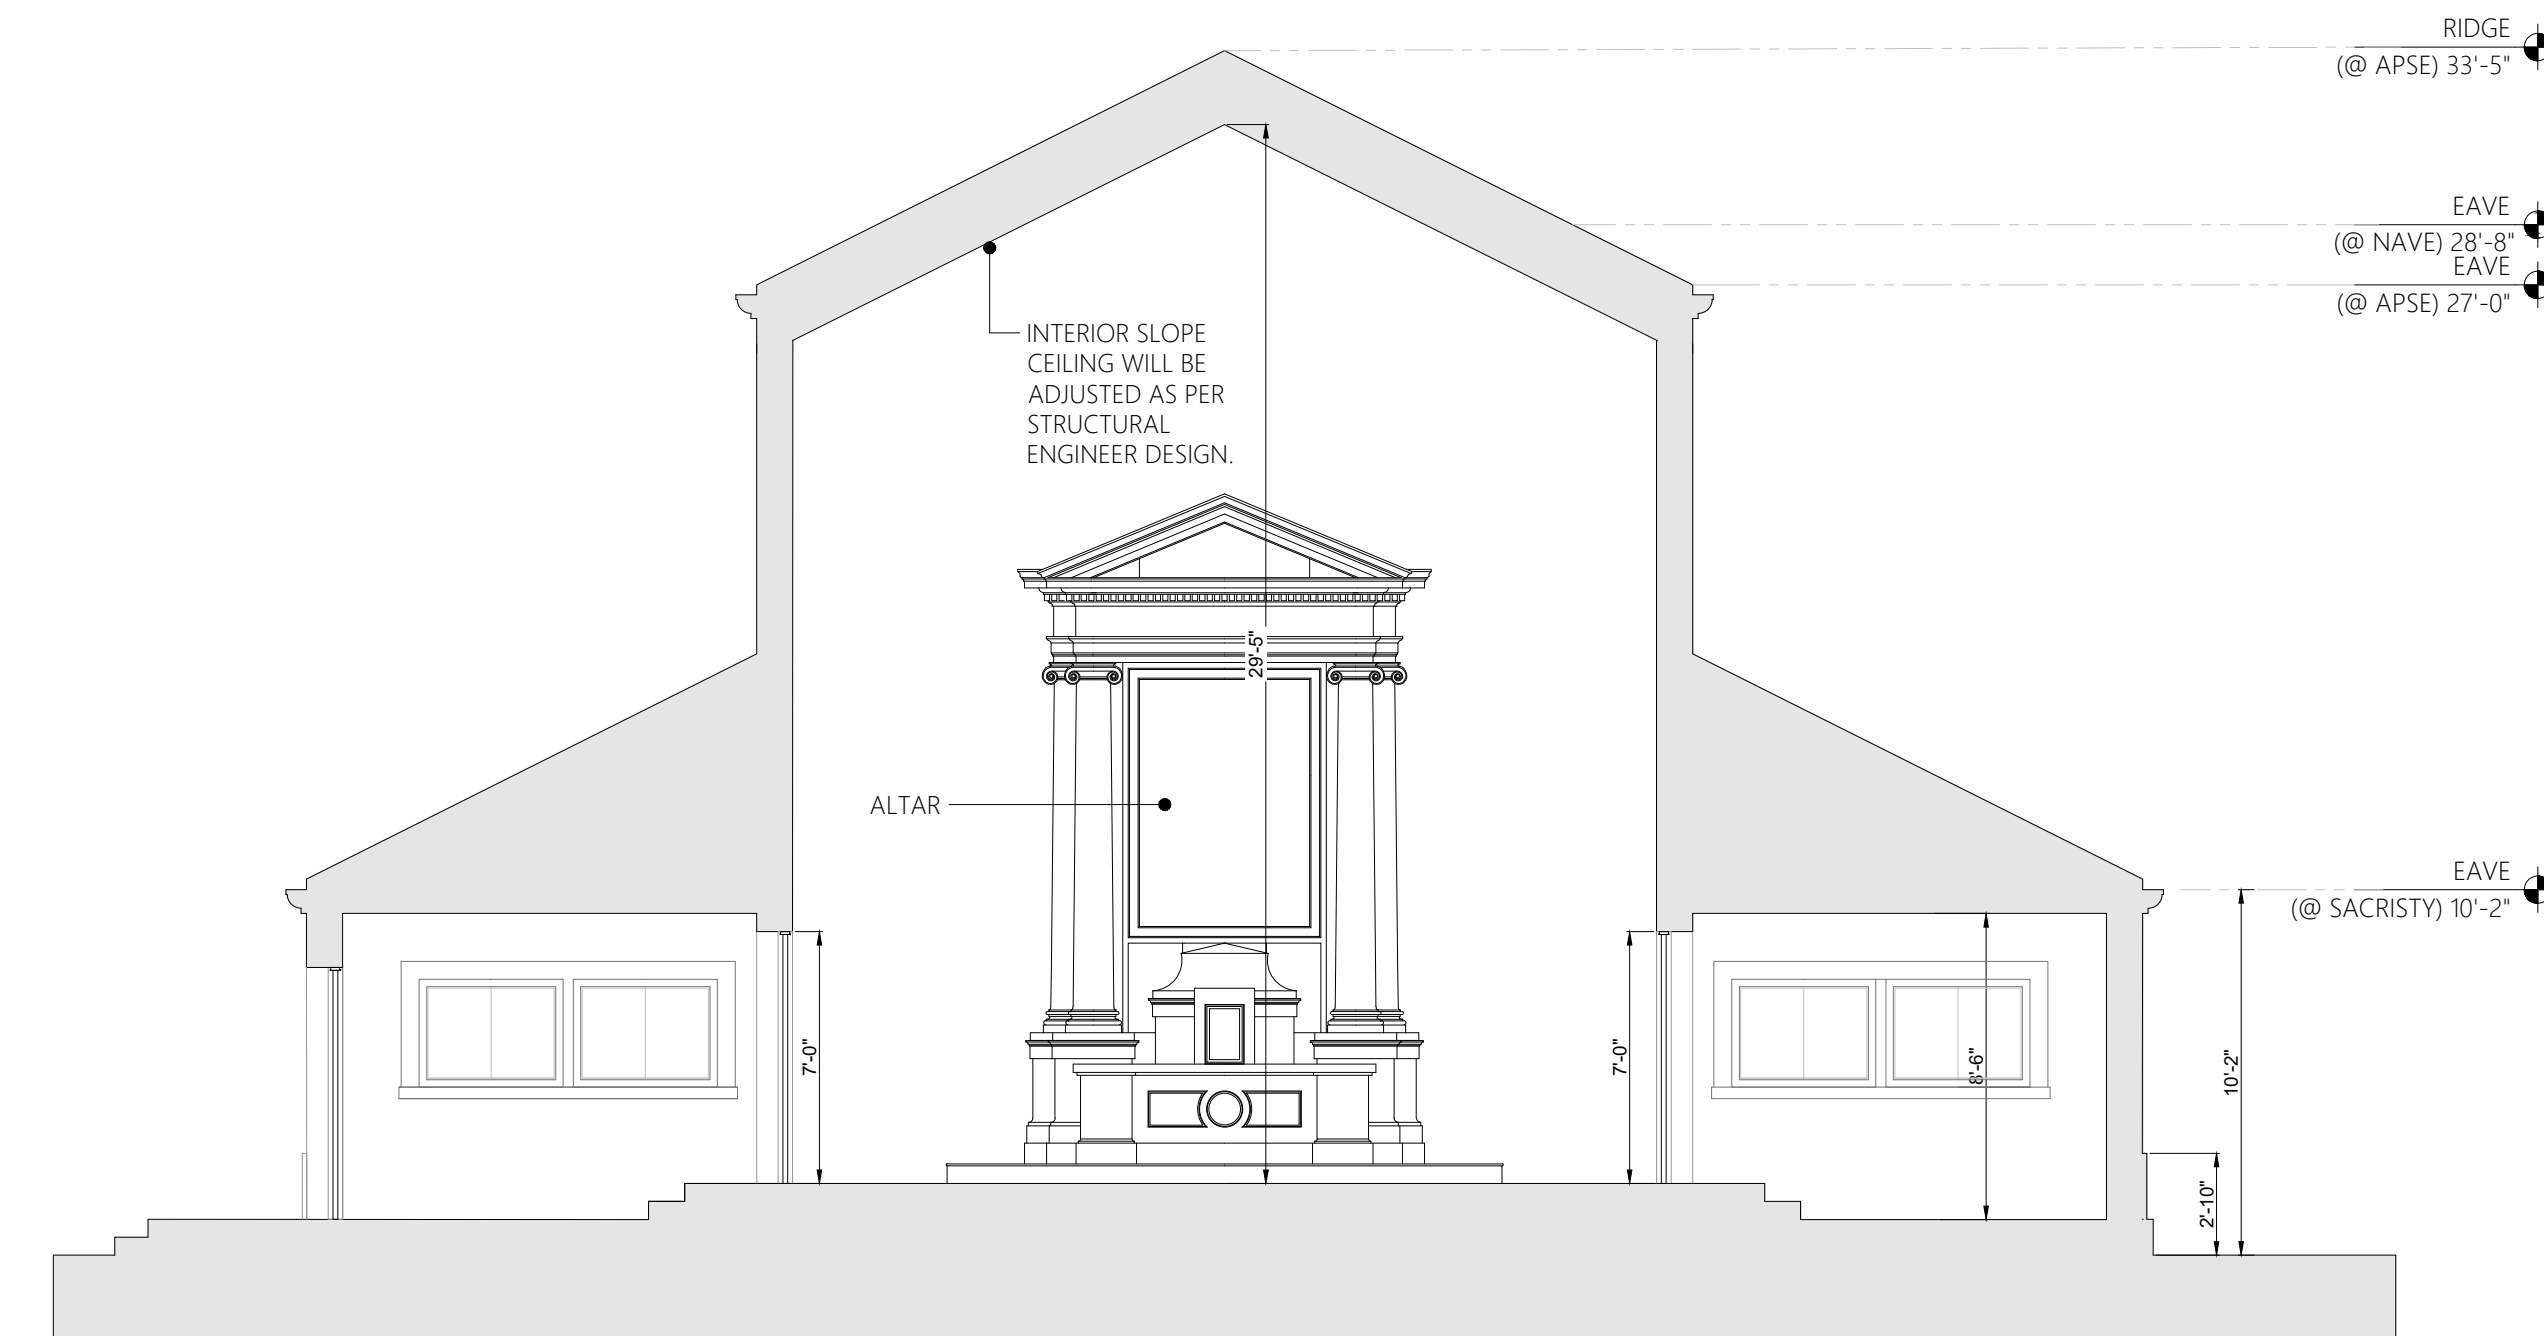 RIDGE
(@ APSE) 33'-5"
EAVE
(@ NAVE) 28'-8"
EAVE
(@ APSE) 27'-0"
INTERIOR SLOPE
CEILING WILL BE
ADJUSTED AS PER
STRUCTURAL
ENGINEER DESIGN.
29'-5"
ALTAR
EAVE
(@ SACRISTY) 10'-2"
7'-0"
7'-0"
8'-6"
10'-2"
2'-10"